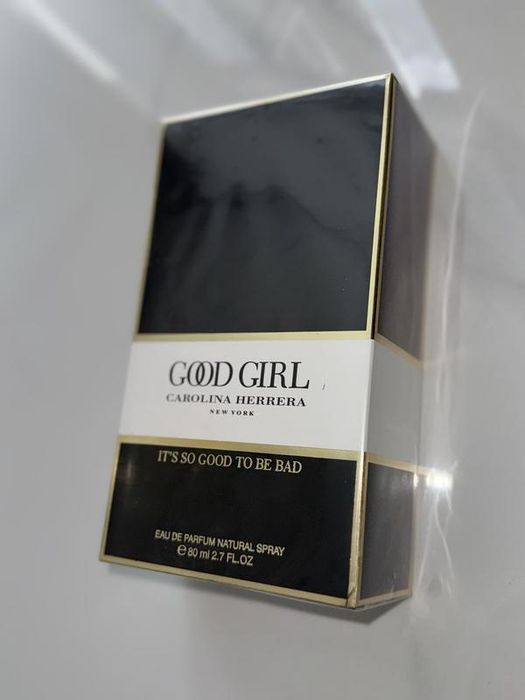 GOOD GIRL
CAROLINA HERRERA
NEW YORK
IT'S SO GOOD TO BE BAD
EAU DE PARFUM NATURAL SPRAY
℮ 80 ml 2.7 FL.OZ